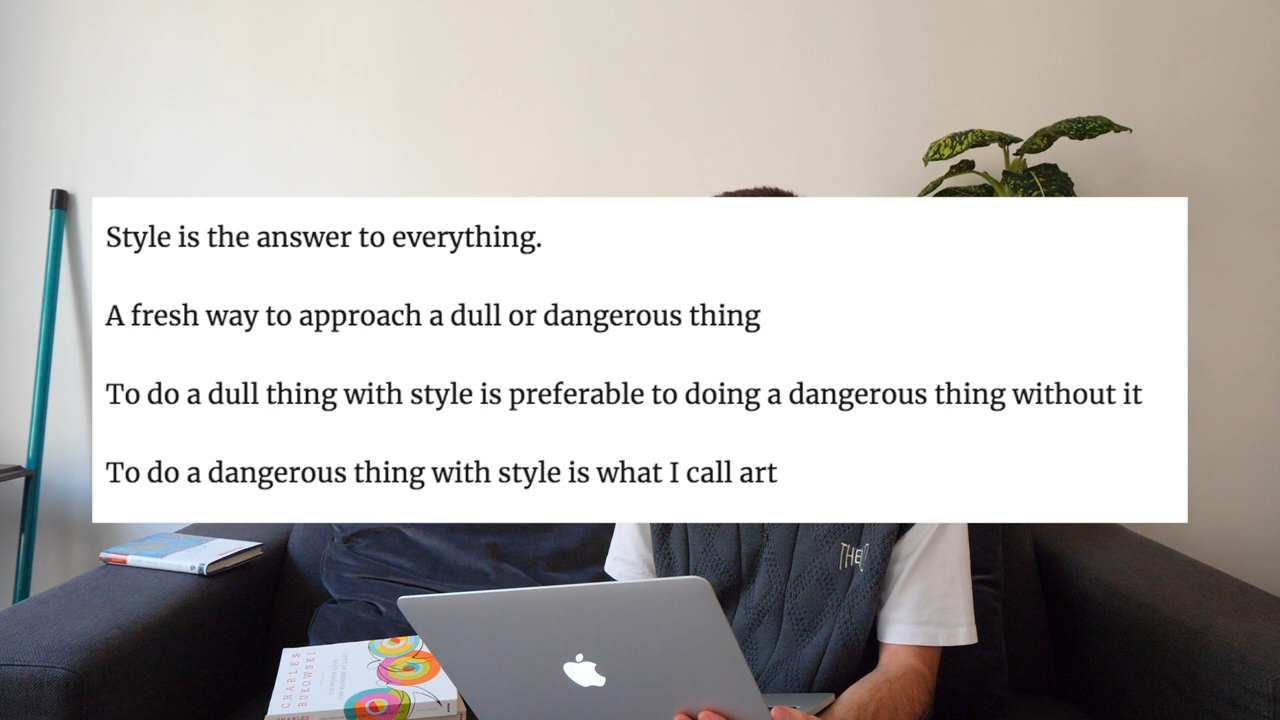 Style is the answer to everything.
A fresh way to approach a dull or dangerous thing
To do a dull thing with style is preferable to doing a dangerous thing without it
To do a dangerous thing with style is what I call art
THE
CHARLES
BUKOWSKI
CHARLES